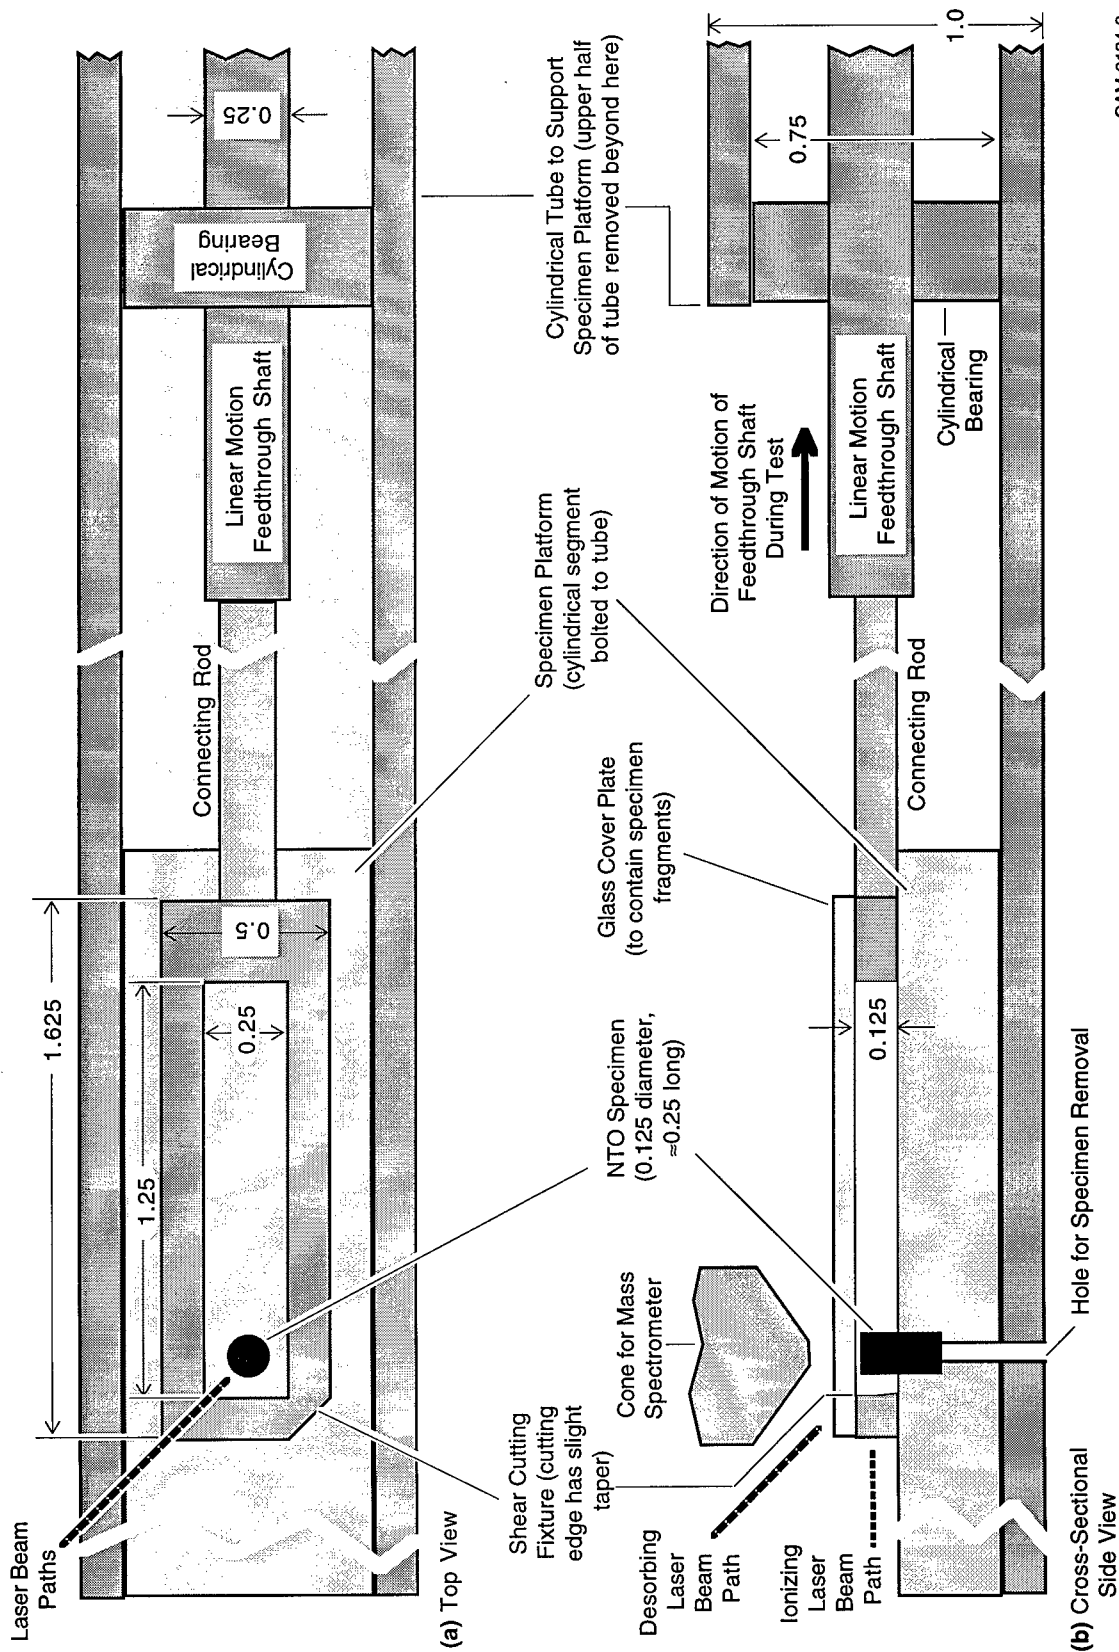 Laser Beam
Paths
1.625
1.25
0.25
0.5
Connecting Rod
Linear Motion
Feedthrough Shaft
Cylindrical
Bearing
0.25
Shear Cutting
Fixture (cutting
edge has slight
taper)
NTO Specimen
(0.125 diameter,
≈0.25 long)
Specimen Platform
(cylindrical segment
bolted to tube)
Cylindrical Tube to Support
Specimen Platform (upper half
of tube removed beyond here)
(a) Top View
Desorbing
Laser
Beam
Path
Ionizing
Laser
Beam
Path
Cone for Mass
Spectrometer
Glass Cover Plate
(to contain specimen
fragments)
0.125
Connecting Rod
Direction of Motion of
Feedthrough Shaft
During Test
Linear Motion
Feedthrough Shaft
Cylindrical
Bearing
0.75
1.0
Hole for Specimen Removal
(b) Cross-Sectional
Side View